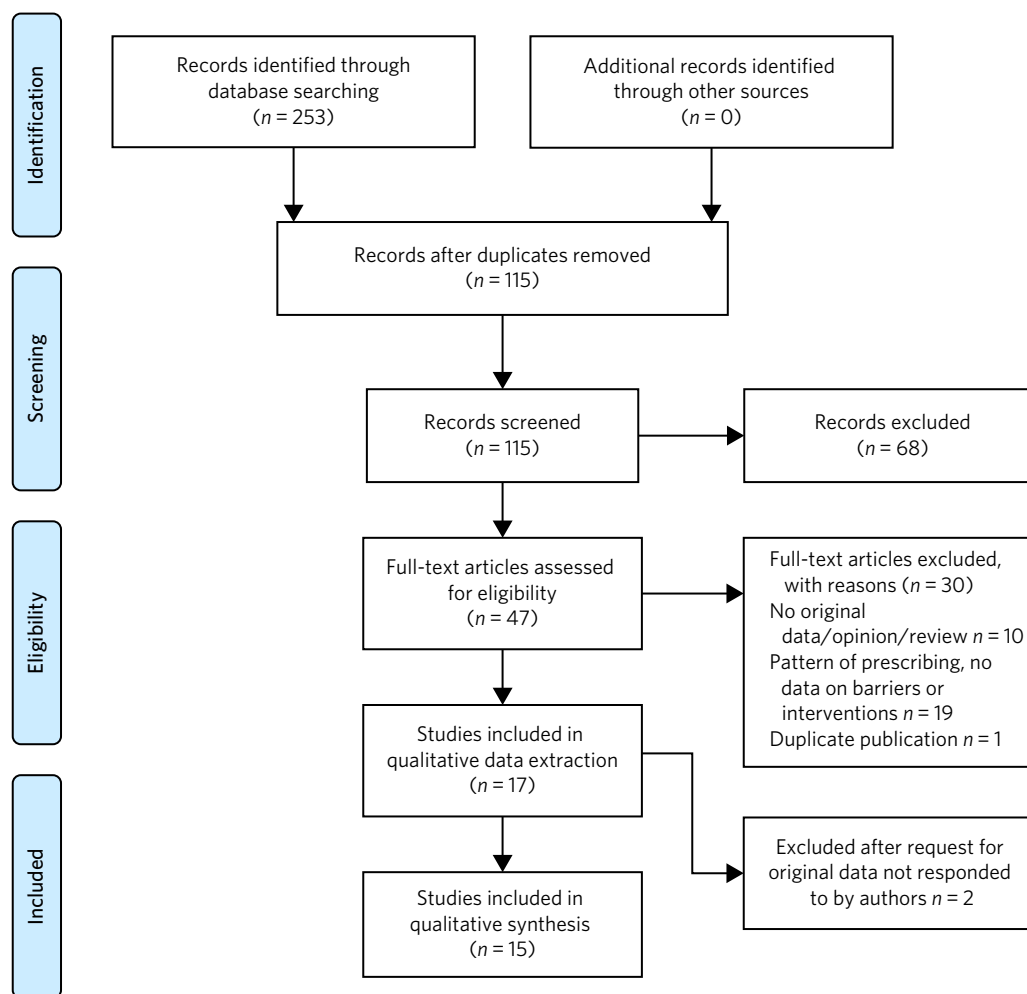 Identification
Records identified through
database searching
(n = 253)
Additional records identified
through other sources
(n = 0)
Records after duplicates removed
(n = 115)
Screening
Records screened
(n = 115)
Records excluded
(n = 68)
Eligibility
Full-text articles assessed
for eligibility
(n = 47)
Full-text articles excluded,
with reasons (n = 30)
No original
data/opinion/review n = 10
Pattern of prescribing, no
data on barriers or
interventions n = 19
Duplicate publication n = 1
Studies included in
qualitative data extraction
(n = 17)
Included
Excluded after request for
original data not responded
to by authors n = 2
Studies included in
qualitative synthesis
(n = 15)